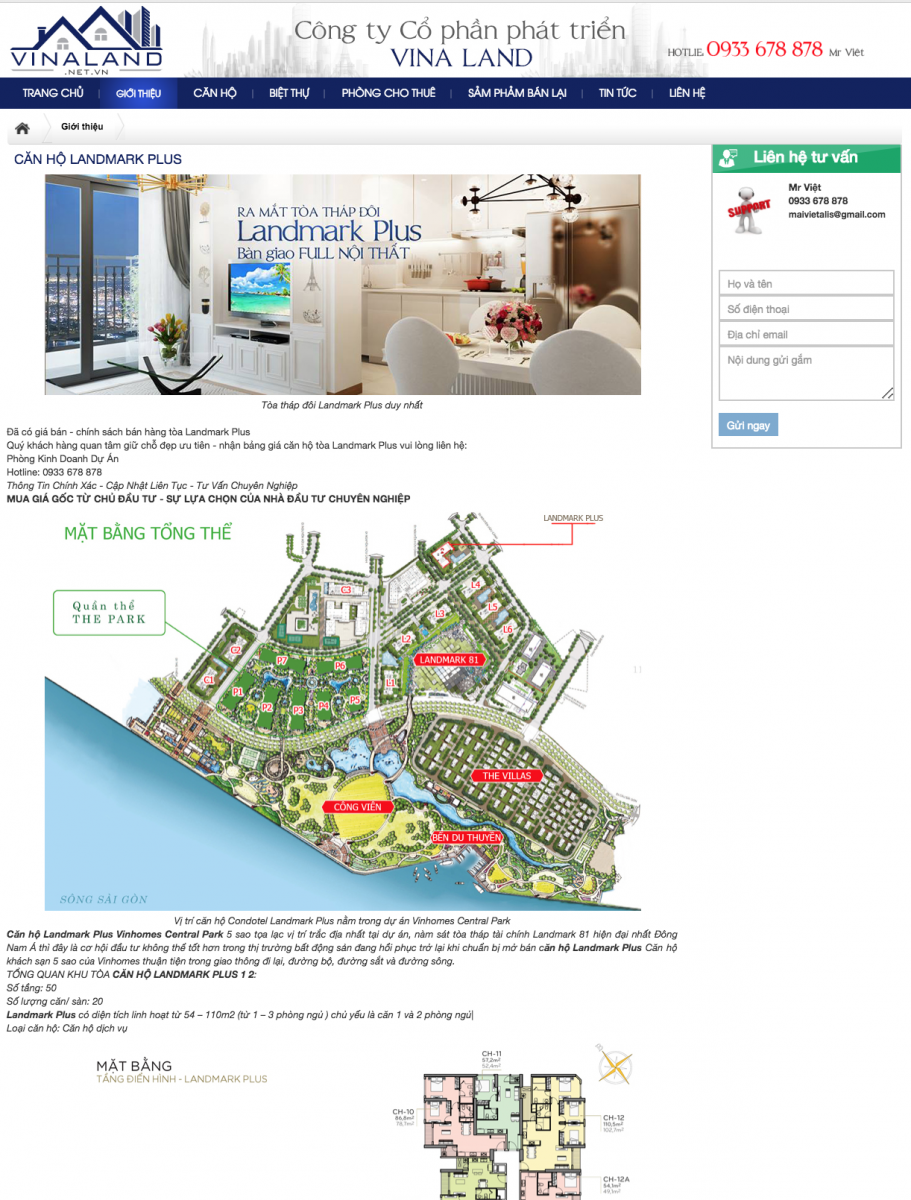 VINALAND
.NET.VN
Công ty Cổ phần phát triển
VINA LAND
HOTLIE 0933 678 878 Mr Việt
TRANG CHỦ
GIỚI THIỆU
CĂN HỘ
BIỆT THỰ
PHÒNG CHO THUÊ
SẢM PHẨM BÁN LẠI
TIN TỨC
LIÊN HỆ
Giới thiệu
CĂN HỘ LANDMARK PLUS
RA MẮT TÒA THÁP ĐÔI
Landmark Plus
Bàn giao FULL NỘI THẤT
Tòa tháp đôi Landmark Plus duy nhất
Đã có giá bán - chính sách bán hàng tòa Landmark Plus
Quý khách hàng quan tâm giữ chỗ đẹp ưu tiên - nhận bảng giá căn hộ tòa Landmark Plus vui lòng liên hệ:
Phòng Kinh Doanh Dự Án
Hotline: 0933 678 878
Thông Tin Chính Xác - Cập Nhật Liên Tục - Tư Vấn Chuyên Nghiệp
MUA GIÁ GỐC TỪ CHỦ ĐẦU TƯ - SỰ LỰA CHỌN CỦA NHÀ ĐẦU TƯ CHUYÊN NGHIỆP
MẶT BẰNG TỔNG THỂ
LANDMARK PLUS
Quần thể
THE PARK
C3
L4
L5
L3
L6
L2
LANDMARK 81
C2
P7
P6
C1
L1
P1
P2
P3
P4
P5
THE VILLAS
CÔNG VIÊN
BẾN DU THUYỀN
SÔNG SÀI GÒN
Vị trí căn hộ Condotel Landmark Plus nằm trong dự án Vinhomes Central Park
Căn hộ Landmark Plus Vinhomes Central Park 5 sao tọa lạc vị trí trắc địa nhất tại dự án, nàm sát tòa tháp tài chính Landmark 81 hiện đại nhất Đông
Nam Á thì đây là cơ hội đầu tư không thể tốt hơn trong thị trường bất động sản đang hồi phục trở lại khi chuẩn bị mở bán căn hộ Landmark Plus Căn hộ
khách sạn 5 sao của Vinhomes thuận tiện trong giao thông đi lại, đường bộ, đường sắt và đường sông.
TỔNG QUAN KHU TÒA CĂN HỘ LANDMARK PLUS 1 2:
Số tầng: 50
Số lượng căn/ sàn: 20
Landmark Plus có diện tích linh hoạt từ 54 – 110m2 (từ 1 – 3 phòng ngủ ) chủ yếu là căn 1 và 2 phòng ngủ|
Loại căn hộ: Căn hộ dịch vụ
MẶT BẰNG
TẦNG ĐIỂN HÌNH - LANDMARK PLUS
CH-11
57,2m²
52,4m²
CH-10
86,8m²
78,7m²
CH-12
110,5m²
102,7m²
CH-12A
54,1m²
49,1m²
Liên hệ tư vấn
SUPPORT
Mr Việt
0933 678 878
maivietalis@gmail.com
Họ và tên
Số điện thoại
Địa chỉ email
Nội dung gửi gắm
Gửi ngay